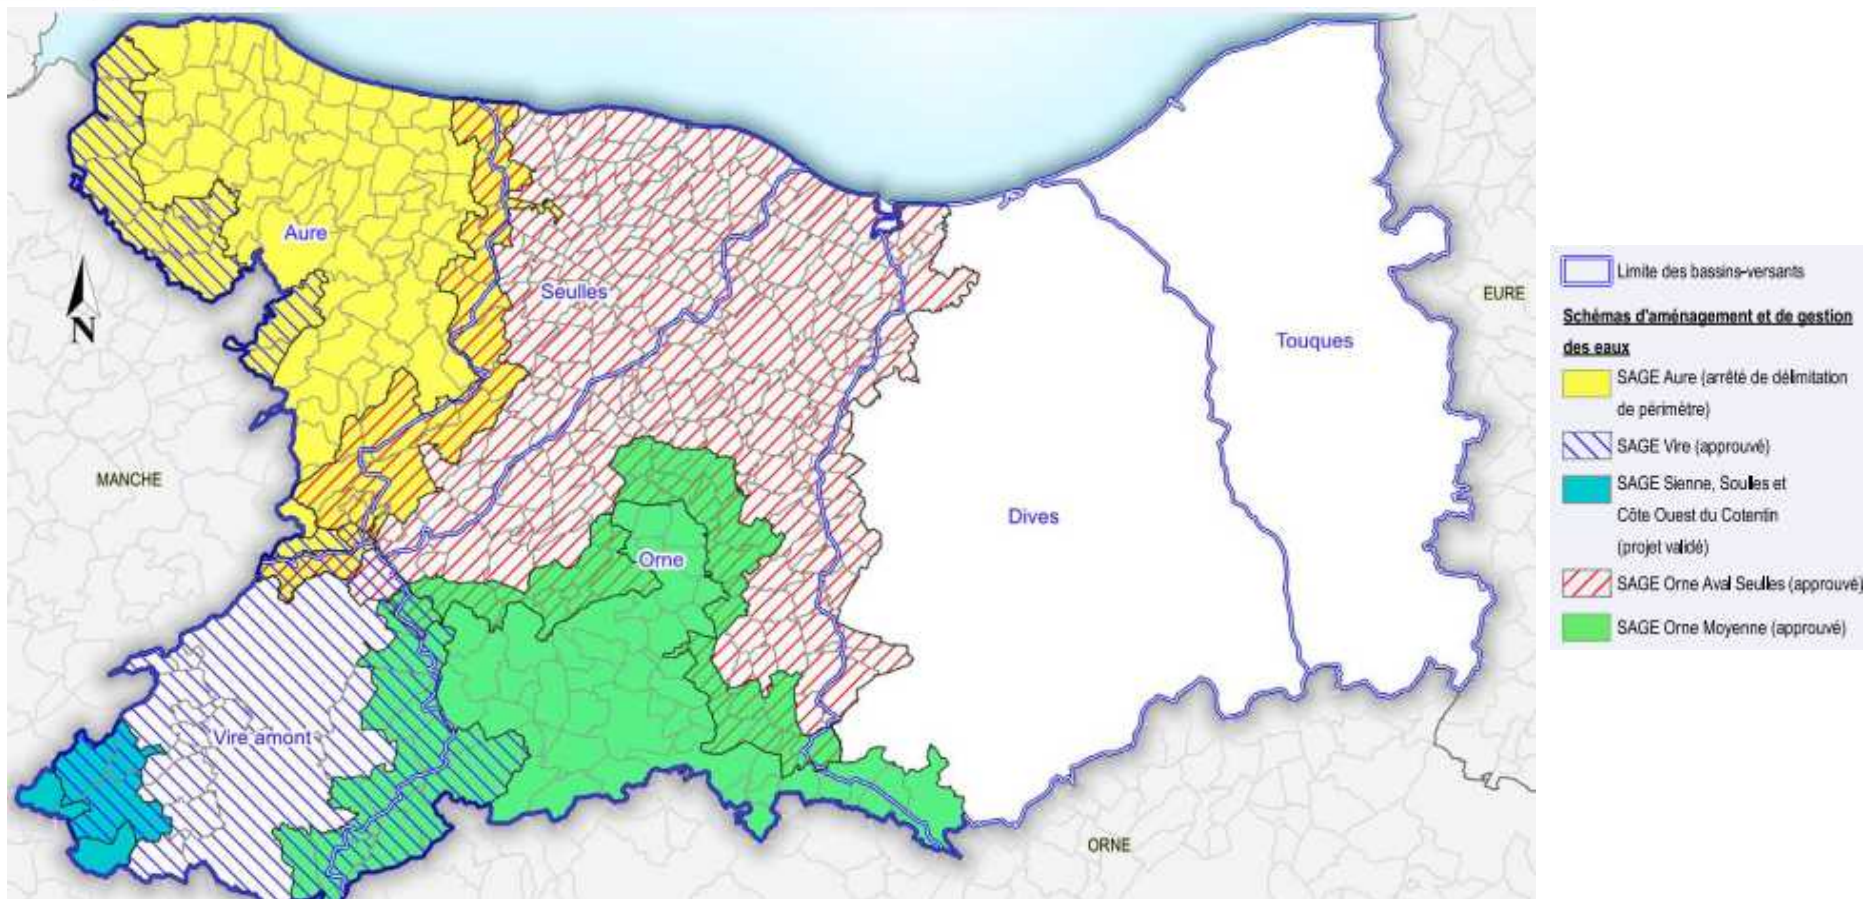 Aure
Seulles
EURE
Touques
MANCHE
Dives
Orne
Vire amont
ORNE
N
Limite des bassins-versants
Schémas d'aménagement et de gestion
des eaux
SAGE Aure (arrêté de délimitation
de périmètre)
SAGE Vire (approuvé)
SAGE Sienne, Soulles et
Côte Ouest du Cotentin
(projet validé)
SAGE Orne Aval Seulles (approuvé)
SAGE Orne Moyenne (approuvé)